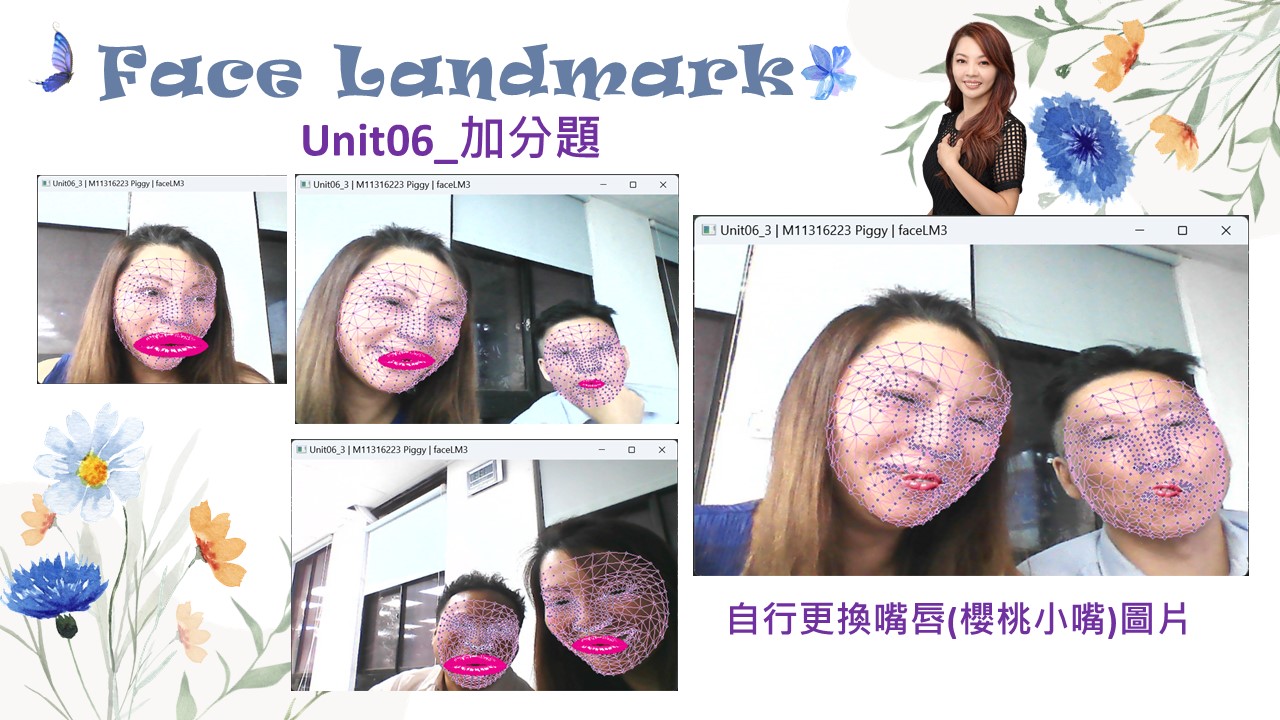 Face Landmark
Unit06_加分題
Unit06_3 | M11316223 Piggy | faceLM3
Unit06_3 | M11316223 Piggy | faceLM3
Unit06_3 | M11316223 Piggy | faceLM3
Unit06_3 | M11316223 Piggy | faceLM3
自行更換嘴唇(櫻桃小嘴)圖片